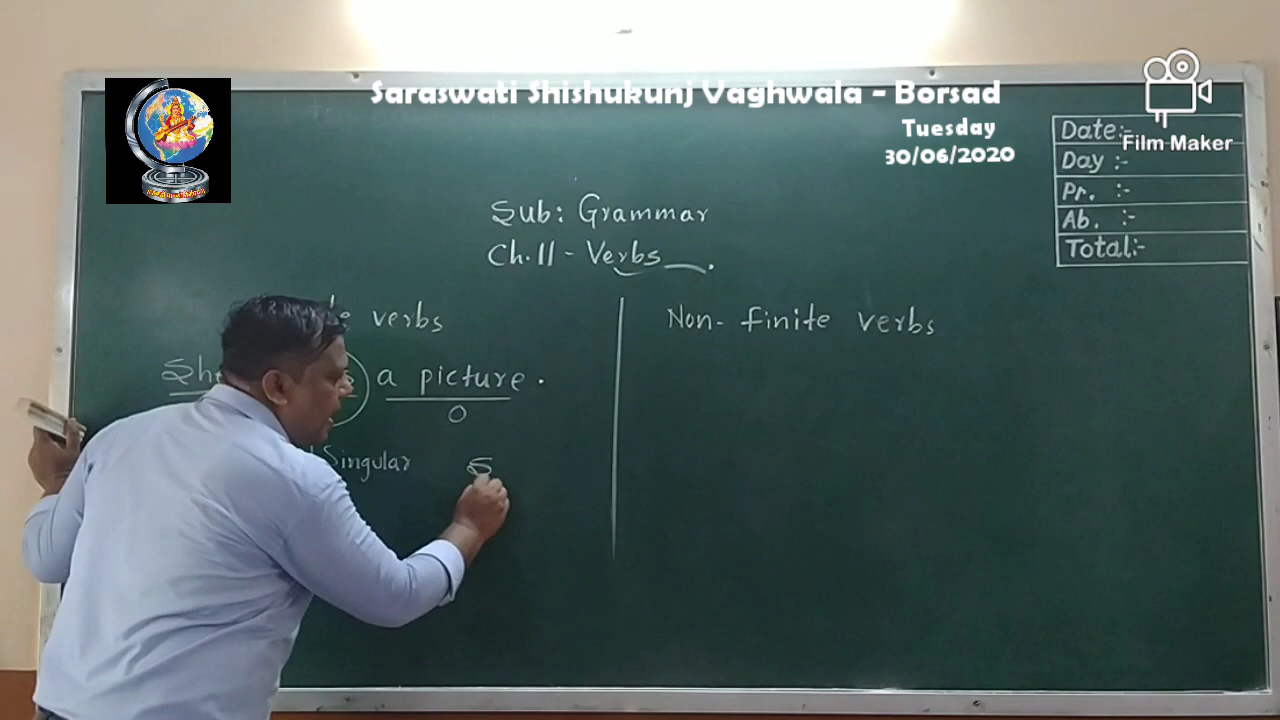 Saraswati Shishukunj Vaghwala - Borsad
Tuesday
30/06/2020
Film Maker
Date:-
Day :-
Pr. :-
Ab. :-
Total:-
Sub: Grammar
Ch.11 - Verbs
verbs
She a picture.
O
Singular S
Non-finite verbs